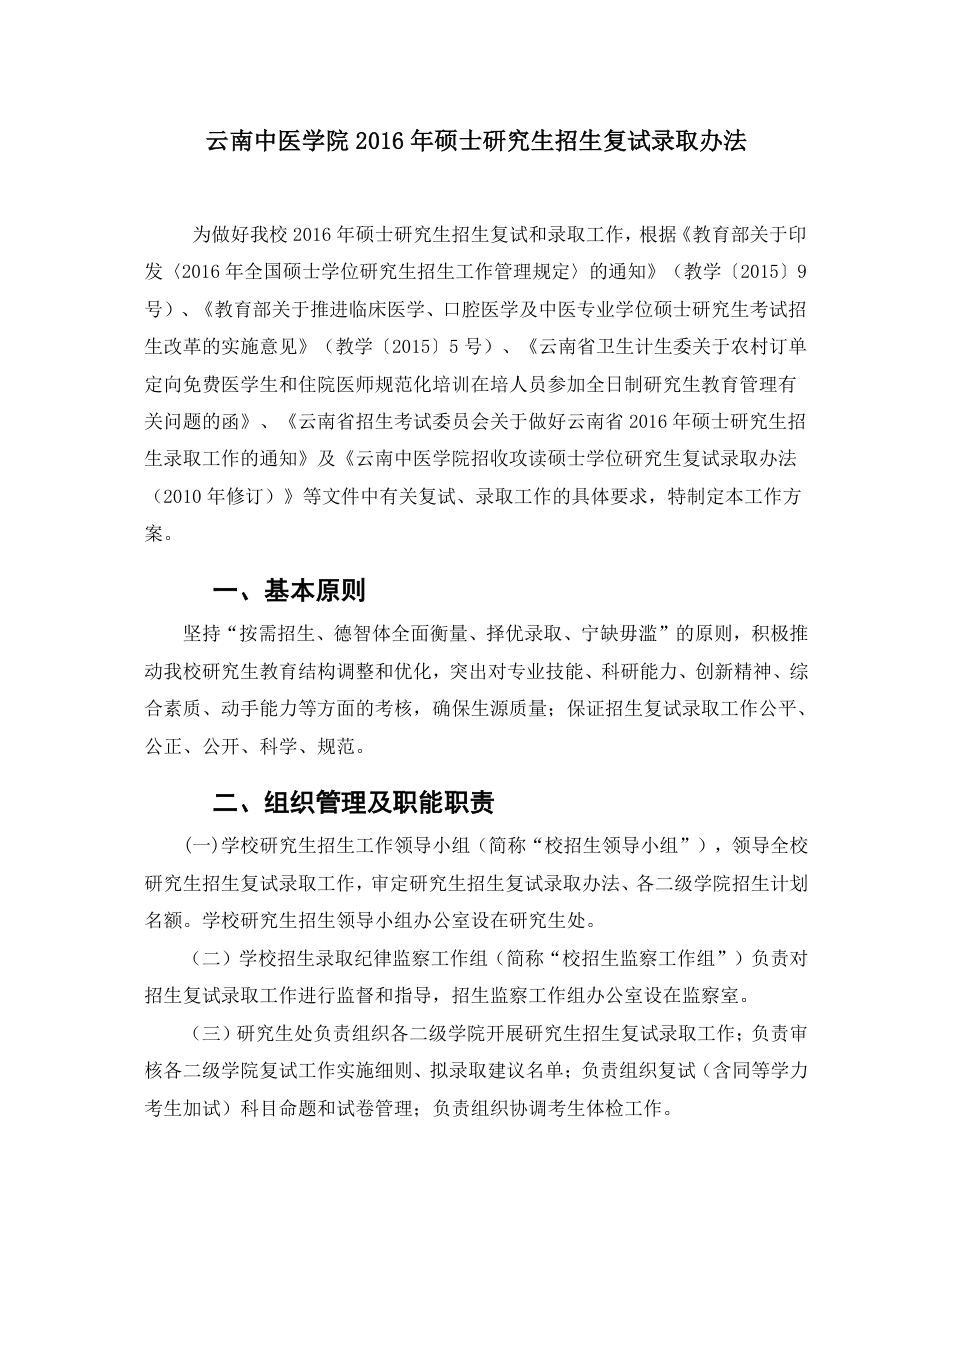 云南中医学院 2016 年硕士研究生招生复试录取办法
为做好我校 2016 年硕士研究生招生复试和录取工作，根据《教育部关于印
发〈2016 年全国硕士学位研究生招生工作管理规定〉的通知》（教学〔2015〕9
号）、《教育部关于推进临床医学、口腔医学及中医专业学位硕士研究生考试招
生改革的实施意见》（教学〔2015〕5 号）、《云南省卫生计生委关于农村订单
定向免费医学生和住院医师规范化培训在培人员参加全日制研究生教育管理有
关问题的函》、《云南省招生考试委员会关于做好云南省 2016 年硕士研究生招
生录取工作的通知》及《云南中医学院招收攻读硕士学位研究生复试录取办法
（2010 年修订）》等文件中有关复试、录取工作的具体要求，特制定本工作方
案。
一、基本原则
坚持“按需招生、德智体全面衡量、择优录取、宁缺毋滥”的原则，积极推
动我校研究生教育结构调整和优化，突出对专业技能、科研能力、创新精神、综
合素质、动手能力等方面的考核，确保生源质量；保证招生复试录取工作公平、
公正、公开、科学、规范。
二、组织管理及职能职责
(一)学校研究生招生工作领导小组（简称“校招生领导小组”），领导全校
研究生招生复试录取工作，审定研究生招生复试录取办法、各二级学院招生计划
名额。学校研究生招生领导小组办公室设在研究生处。
（二）学校招生录取纪律监察工作组（简称“校招生监察工作组”）负责对
招生复试录取工作进行监督和指导，招生监察工作组办公室设在监察室。
（三）研究生处负责组织各二级学院开展研究生招生复试录取工作；负责审
核各二级学院复试工作实施细则、拟录取建议名单；负责组织复试（含同等学力
考生加试）科目命题和试卷管理；负责组织协调考生体检工作。